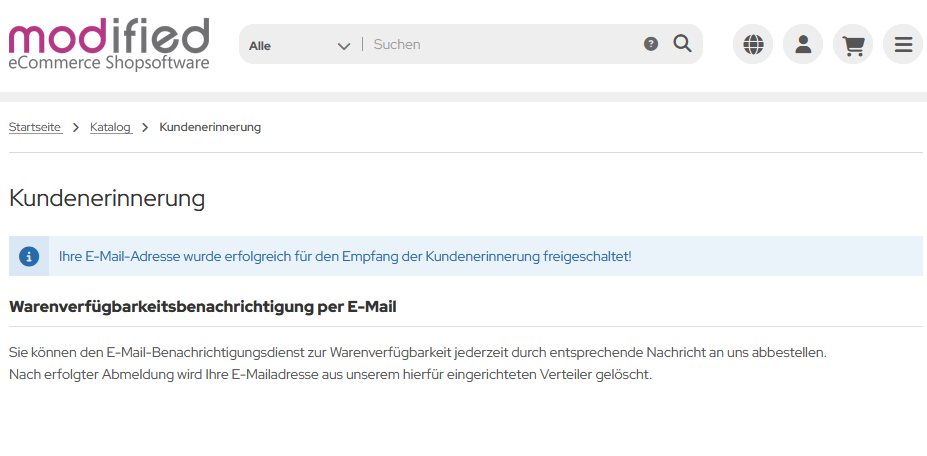 modified
eCommerce Shopsoftware
Alle
Suchen
?
Startseite > Katalog > Kundenerinnerung
Kundenerinnerung
i Ihre E-Mail-Adresse wurde erfolgreich für den Empfang der Kundenerinnerung freigeschaltet!
Warenverfügbarkeitsbenachrichtigung per E-Mail
Sie können den E-Mail-Benachrichtigungsdienst zur Warenverfügbarkeit jederzeit durch entsprechende Nachricht an uns abbestellen.
Nach erfolgter Abmeldung wird Ihre E-Mailadresse aus unserem hierfür eingerichteten Verteiler gelöscht.